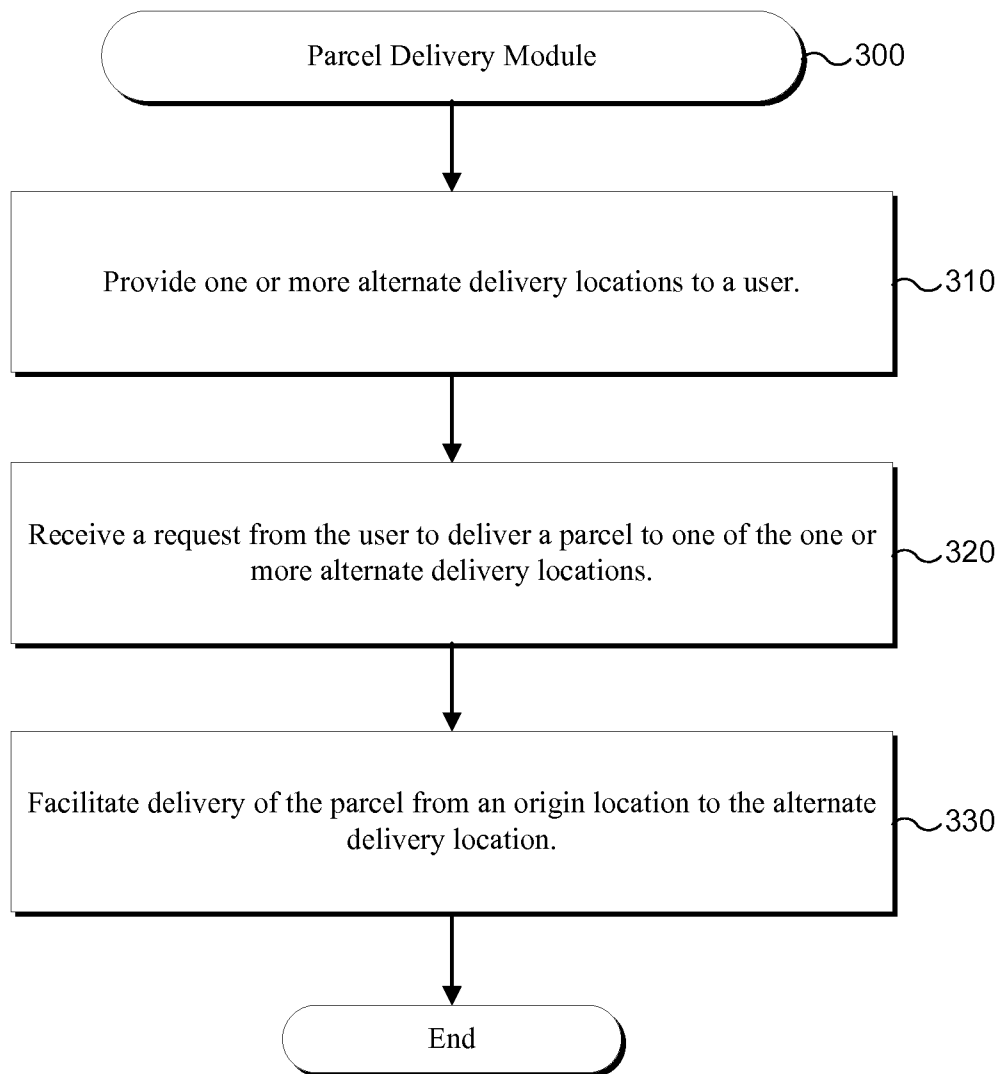 Parcel Delivery Module
300
Provide one or more alternate delivery locations to a user.
310
Receive a request from the user to deliver a parcel to one of the one or
more alternate delivery locations.
320
Facilitate delivery of the parcel from an origin location to the alternate
delivery location.
330
End